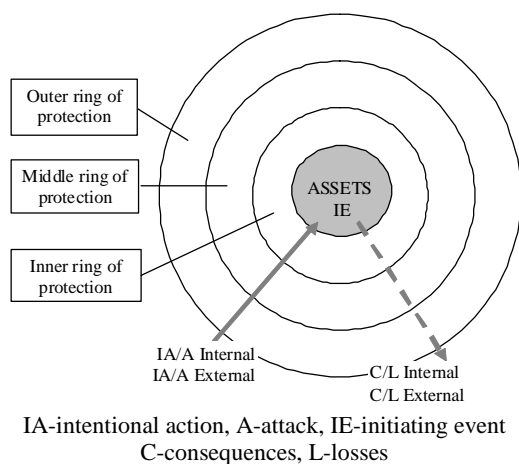 Outer ring of
protection
Middle ring of
protection
Inner ring of
protection
ASSETS
IE
IA/A Internal
IA/A External
C/L Internal
C/L External
IA-intentional action, A-attack, IE-initiating event
C-consequences, L-losses